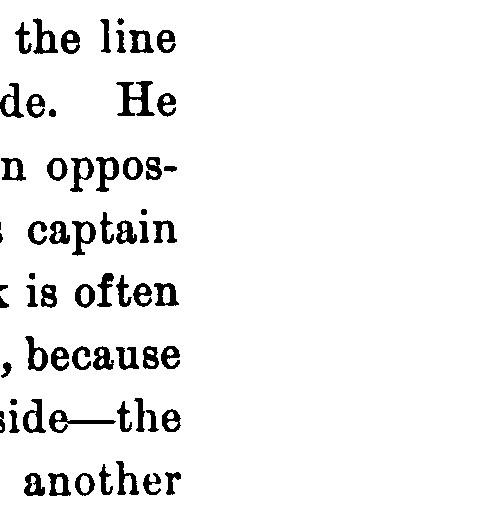 the line
de. He
n oppos-
s captain
k is often
, because
side—the
another